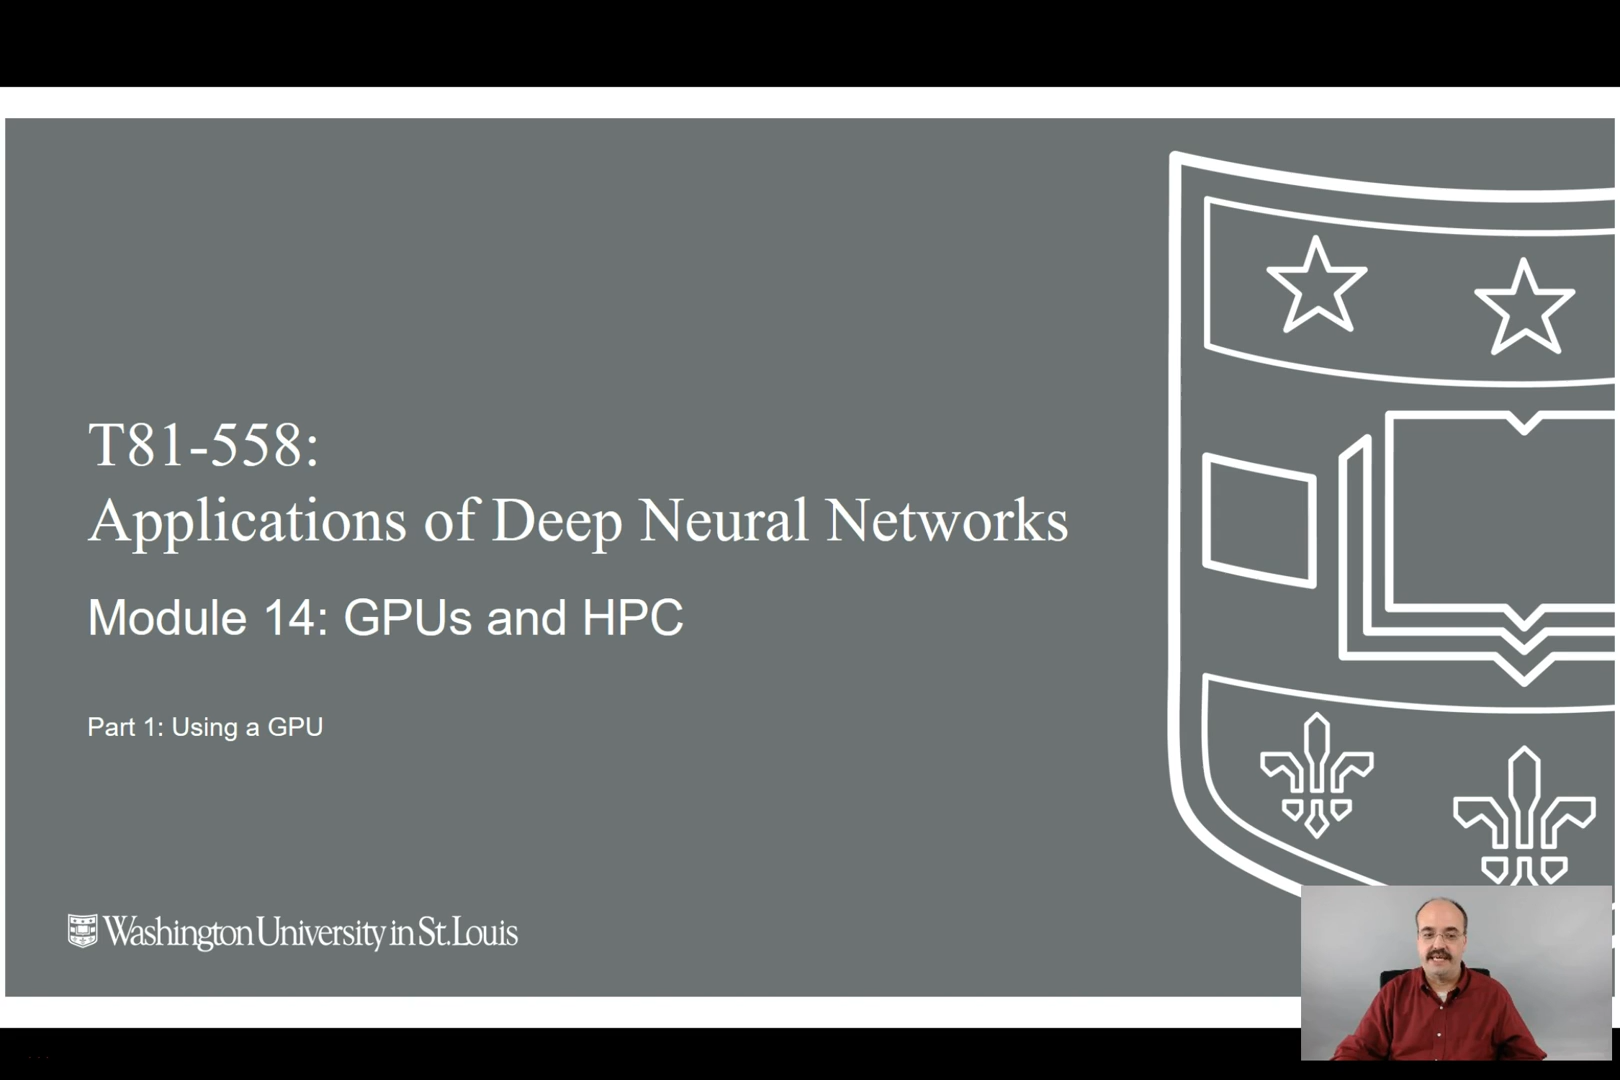 T81-558:
Applications of Deep Neural Networks
Module 14: GPUs and HPC
Part 1: Using a GPU
Washington University in St. Louis